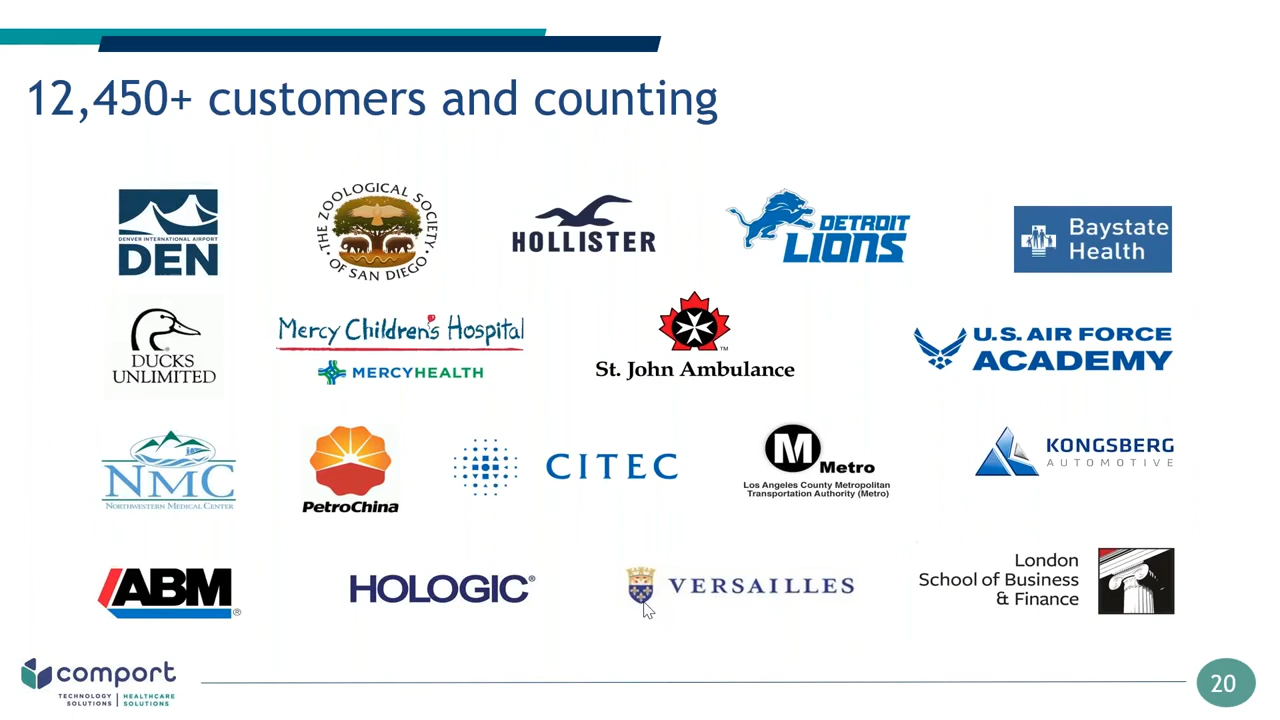 12,450+ customers and counting
DENVER INTERNATIONAL AIRPORT
DEN
THE ZOOLOGICAL SOCIETY
OF SAN DIEGO
HOLLISTER
DETROIT
LIONS
Baystate
Health
DUCKS
UNLIMITED
Mercy Children's Hospital
MERCYHEALTH
TM
St. John Ambulance
U.S. AIR FORCE
ACADEMY
NMC
NORTHWESTERN MEDICAL CENTER
PetroChina
CITEC
M
Metro
Los Angeles County Metropolitan
Transportation Authority (Metro)
KONGSBERG
AUTOMOTIVE
ABM®
HOLOGIC®
VERSAILLES
London
School of Business
& Finance
comport
TECHNOLOGY SOLUTIONS | HEALTHCARE SOLUTIONS
20